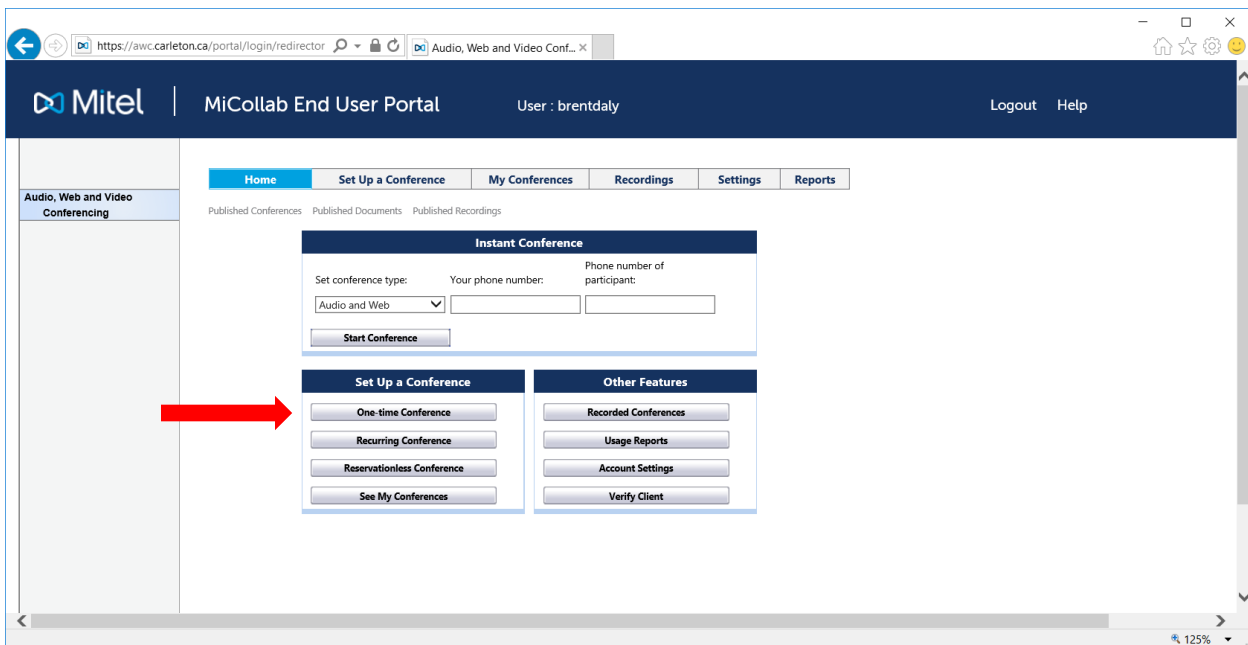 https://awc.carleton.ca/portal/login/redirector
Audio, Web and Video Conf...
Mitel
MiCollab End User Portal
User : brentdaly
Logout Help
Audio, Web and Video
Conferencing
Home Set Up a Conference My Conferences Recordings Settings Reports
Published Conferences Published Documents Published Recordings
Instant Conference
Set conference type: Your phone number: Phone number of
participant:
Audio and Web
Start Conference
Set Up a Conference
One-time Conference
Recurring Conference
Reservationless Conference
See My Conferences
Other Features
Recorded Conferences
Usage Reports
Account Settings
Verify Client
125%